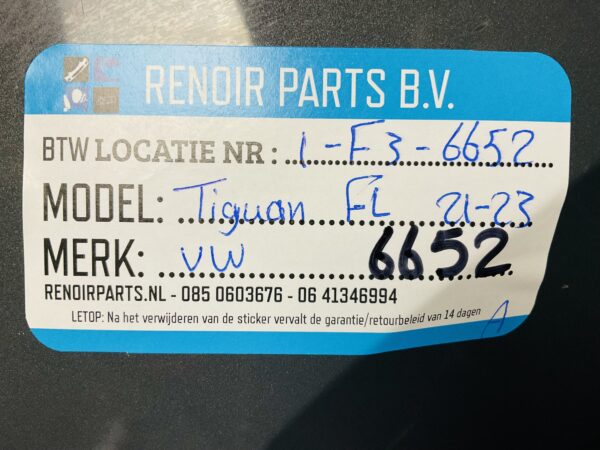 RENOIR PARTS B.V.
BTW LOCATIE NR: 1-F3-6652
MODEL: Tiguan FL 21-23
MERK: VW 6652
RENOIRPARTS.NL - 085 0603676 - 06 41346994
LETOP: Na het verwijderen van de sticker vervalt de garantie/retourbeleid van 14 dagen
A